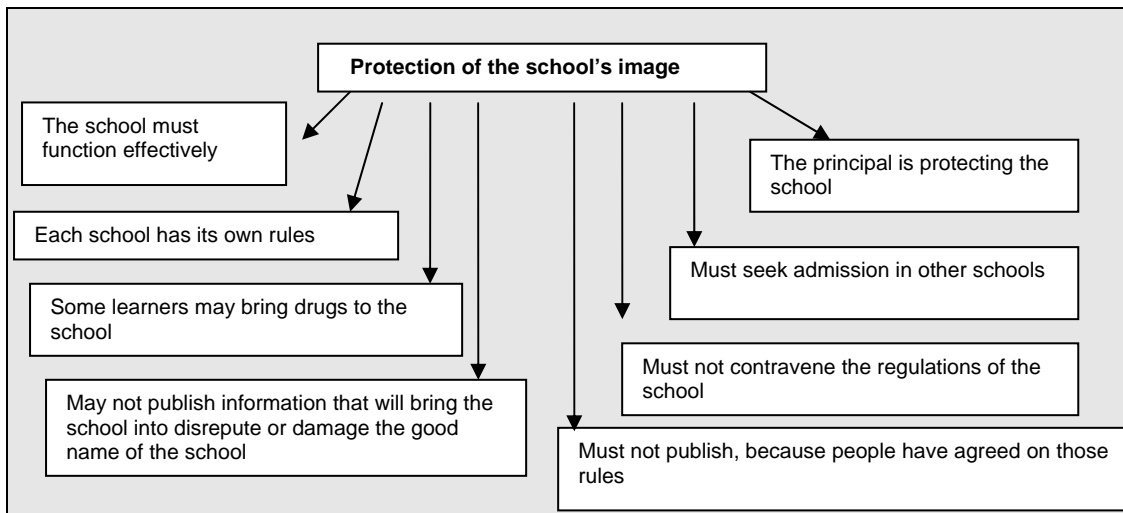 Protection of the school’s image
The school must
function effectively
The principal is protecting the
school
Each school has its own rules
Must seek admission in other schools
Some learners may bring drugs to the
school
Must not contravene the regulations of the
school
May not publish information that will bring the
school into disrepute or damage the good
name of the school
Must not publish, because people have agreed on those
rules